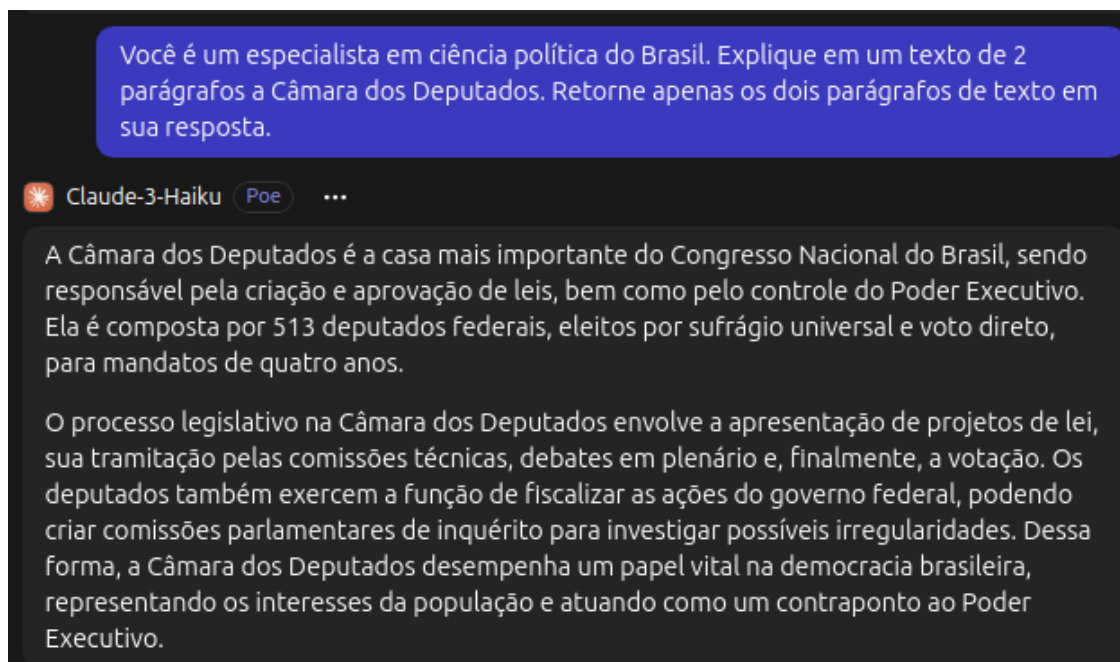 Você é um especialista em ciência política do Brasil. Explique em um texto de 2
parágrafos a Câmara dos Deputados. Retorne apenas os dois parágrafos de texto em
sua resposta.
Claude-3-Haiku Poe ...
A Câmara dos Deputados é a casa mais importante do Congresso Nacional do Brasil, sendo
responsável pela criação e aprovação de leis, bem como pelo controle do Poder Executivo.
Ela é composta por 513 deputados federais, eleitos por sufrágio universal e voto direto,
para mandatos de quatro anos.
O processo legislativo na Câmara dos Deputados envolve a apresentação de projetos de lei,
sua tramitação pelas comissões técnicas, debates em plenário e, finalmente, a votação. Os
deputados também exercem a função de fiscalizar as ações do governo federal, podendo
criar comissões parlamentares de inquérito para investigar possíveis irregularidades. Dessa
forma, a Câmara dos Deputados desempenha um papel vital na democracia brasileira,
representando os interesses da população e atuando como um contraponto ao Poder
Executivo.